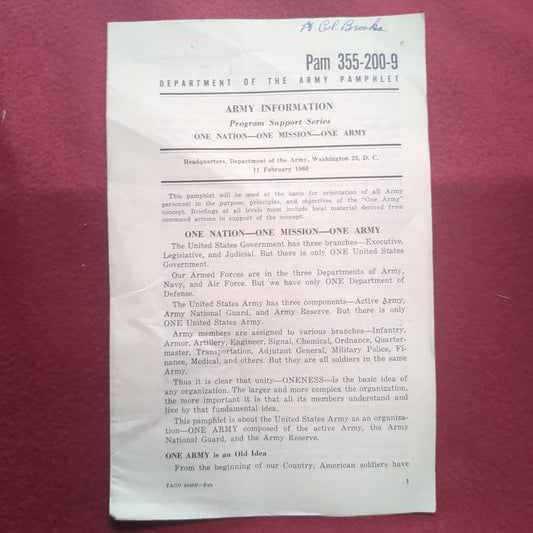 Lt. Col. Brooks
Pam 355-200-9
DEPARTMENT OF THE ARMY PAMPHLET
ARMY INFORMATION
Program Support Series
ONE NATION—ONE MISSION—ONE ARMY
Headquarters, Department of the Army, Washington 25, D. C.
11 February 1960
This pamphlet will be used at the basis for orientation of all Army
personnel in the purpose, principles, and objectives of the "One Army"
concept. Briefings at all levels must include local material derived from
command actions in support of the concept.
ONE NATION—ONE MISSION—ONE ARMY
The United States Government has three branches—Executive,
Legislative, and Judicial. But there is only ONE United States
Government.
Our Armed Forces are in the three Departments of Army,
Navy, and Air Force. But we have only ONE Department of
Defense.
The United States Army has three components—Active Army,
Army National Guard, and Army Reserve. But there is only
ONE United States Army.
Army members are assigned to various branches—Infantry,
Armor, Artillery, Engineer, Signal, Chemical, Ordnance, Quarter-
master, Transportation, Adjutant General, Military Police, Fi-
nance, Medical, and others. But they are all soldiers in the same
Army.
Thus it is clear that unity—ONENESS—is the basic idea of
any organization. The larger and more complex the organization,
the more important it is that all its members understand and
live by that fundamental idea.
This pamphlet is about the United States Army as an organiza-
tion—ONE ARMY composed of the active Army, the Army
National Guard, and the Army Reserve.
ONE ARMY is an Old Idea
From the beginning of our Country, American soldiers have
TAGO 4048B—Feb 1